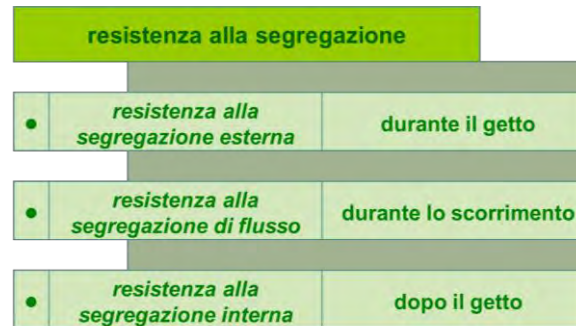 resistenza alla segregazione
• resistenza alla
segregazione esterna
durante il getto
• resistenza alla
segregazione di flusso
durante lo scorrimento
• resistenza alla
segregazione interna
dopo il getto